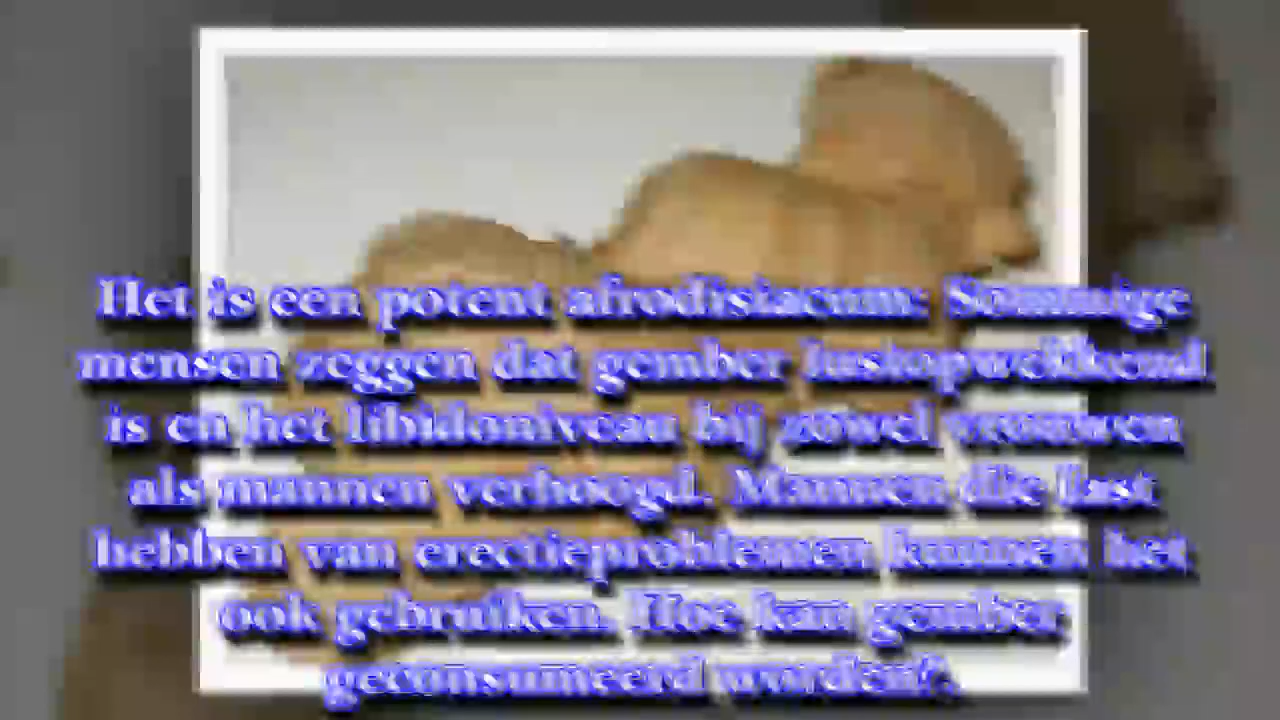 Het is een potent afrodisiacum: Sommige
mensen zeggen dat gember lustopwekkend
is en het libidoniveau bij zowel vrouwen
als mannen verhoogd. Mannen die last
hebben van erectieproblemen kunnen het
ook gebruiken. Hoe kan gember
geconsumeerd worden?.